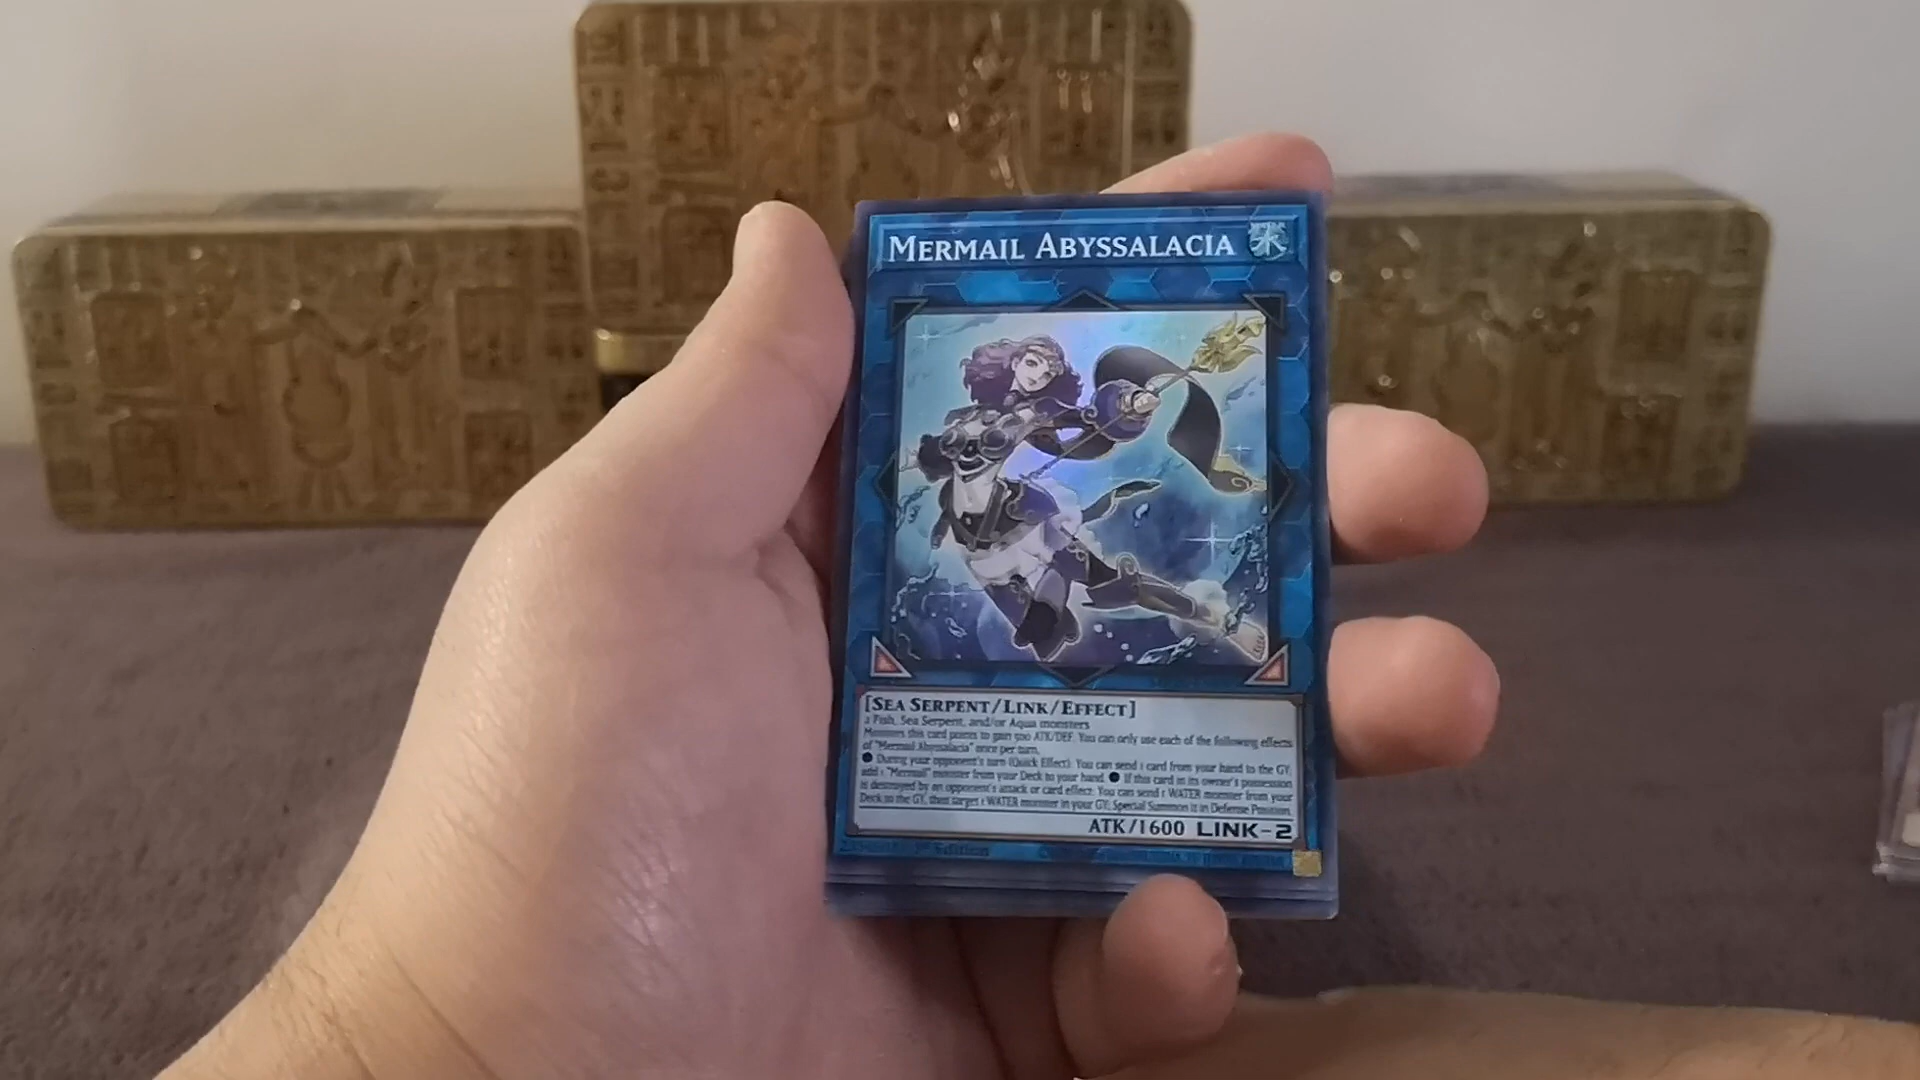 MERMAIL ABYSSALACIA 水
[SEA SERPENT/LINK/EFFECT]
2 Fish, Sea Serpent, and/or Aqua monsters
Monsters this card points to gain 500 ATK/DEF. You can only use each of the following effects
of "Mermail Abyssalacia" once per turn.
● During your opponent's turn (Quick Effect): You can send 1 card from your hand to the GY;
add 1 "Mermail" monster from your Deck to your hand. ● If this card in its owner's possession
is destroyed by an opponent's attack or card effect: You can send 1 WATER monster from your
Deck to the GY, then target 1 WATER monster in your GY; Special Summon it in Defense Position.
ATK/1600 LINK-2
1st Edition